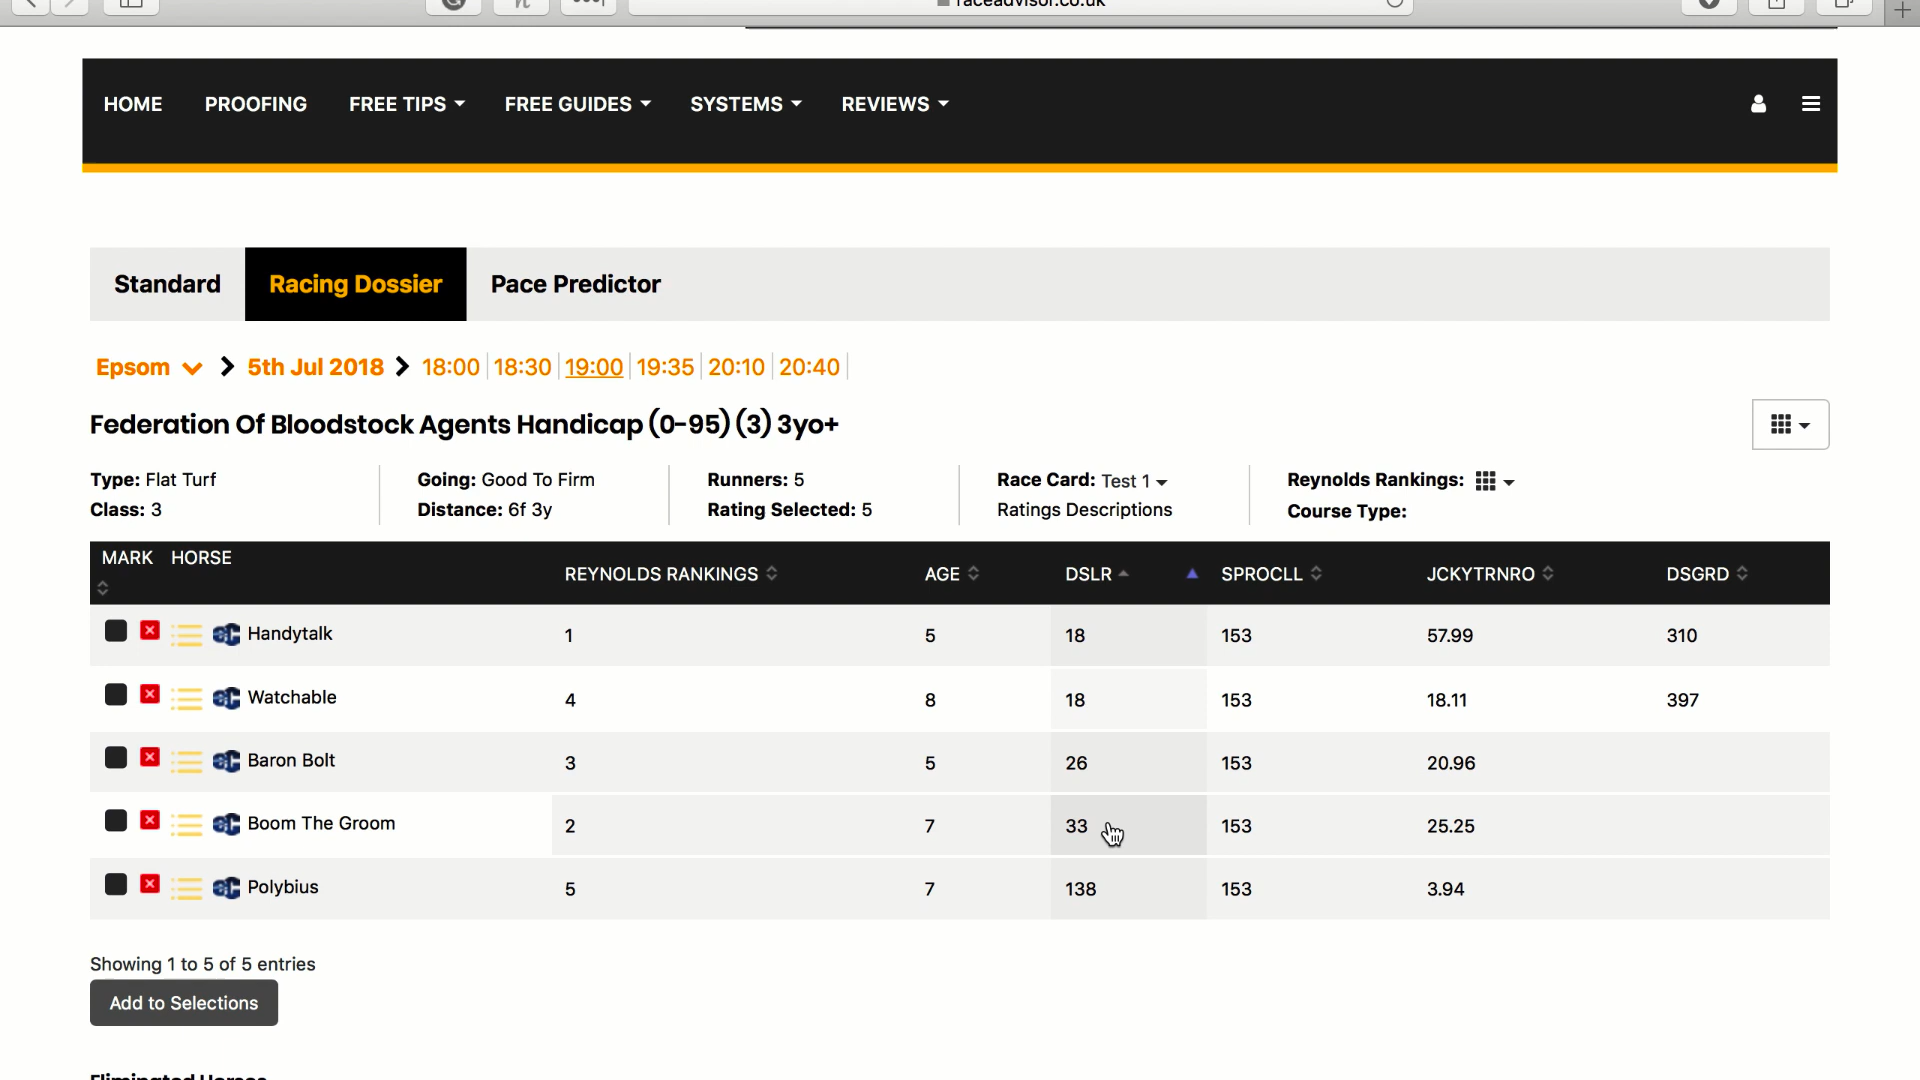 raceadvisor.co.uk
HOME PROOFING FREE TIPS FREE GUIDES SYSTEMS REVIEWS
Standard Racing Dossier Pace Predictor
Epsom 5th Jul 2018 18:00 18:30 19:00 19:35 20:10 20:40
Federation Of Bloodstock Agents Handicap (0-95) (3) 3yo+
Type: Flat Turf Going: Good To Firm Runners: 5 Race Card: Test 1 Reynolds Rankings:
Class: 3 Distance: 6f 3y Rating Selected: 5 Ratings Descriptions Course Type:
MARK HORSE REYNOLDS RANKINGS AGE DSLR SPROCLL JCKYTRNRO DSGRD
Handytalk 1 5 18 153 57.99 310
Watchable 4 8 18 153 18.11 397
Baron Bolt 3 5 26 153 20.96
Boom The Groom 2 7 33 153 25.25
Polybius 5 7 138 153 3.94
Showing 1 to 5 of 5 entries
Add to Selections
Eliminated Horses